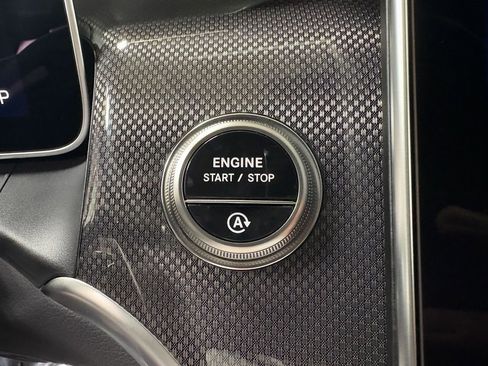 P
ENGINE
START / STOP
A